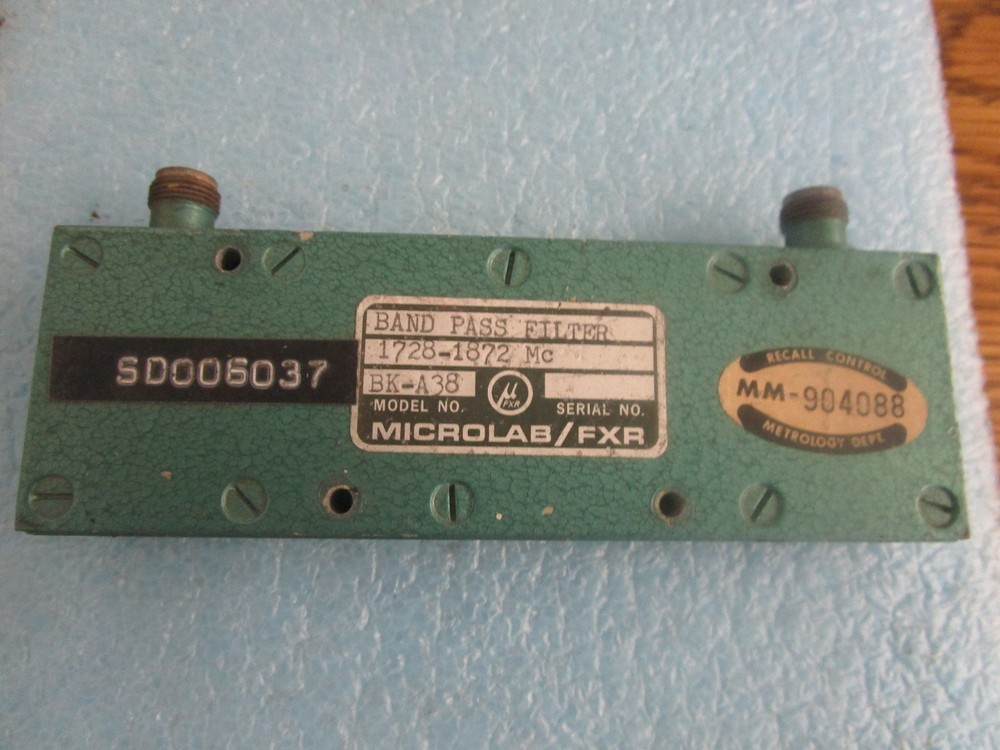 SD006037
BAND PASS FILTER
1728-1872 Mc
BK-A38
μ
FXR
MODEL NO.
SERIAL NO.
MICROLAB/FXR
RECALL CONTROL
MM-904088
METROLOGY DEPT.